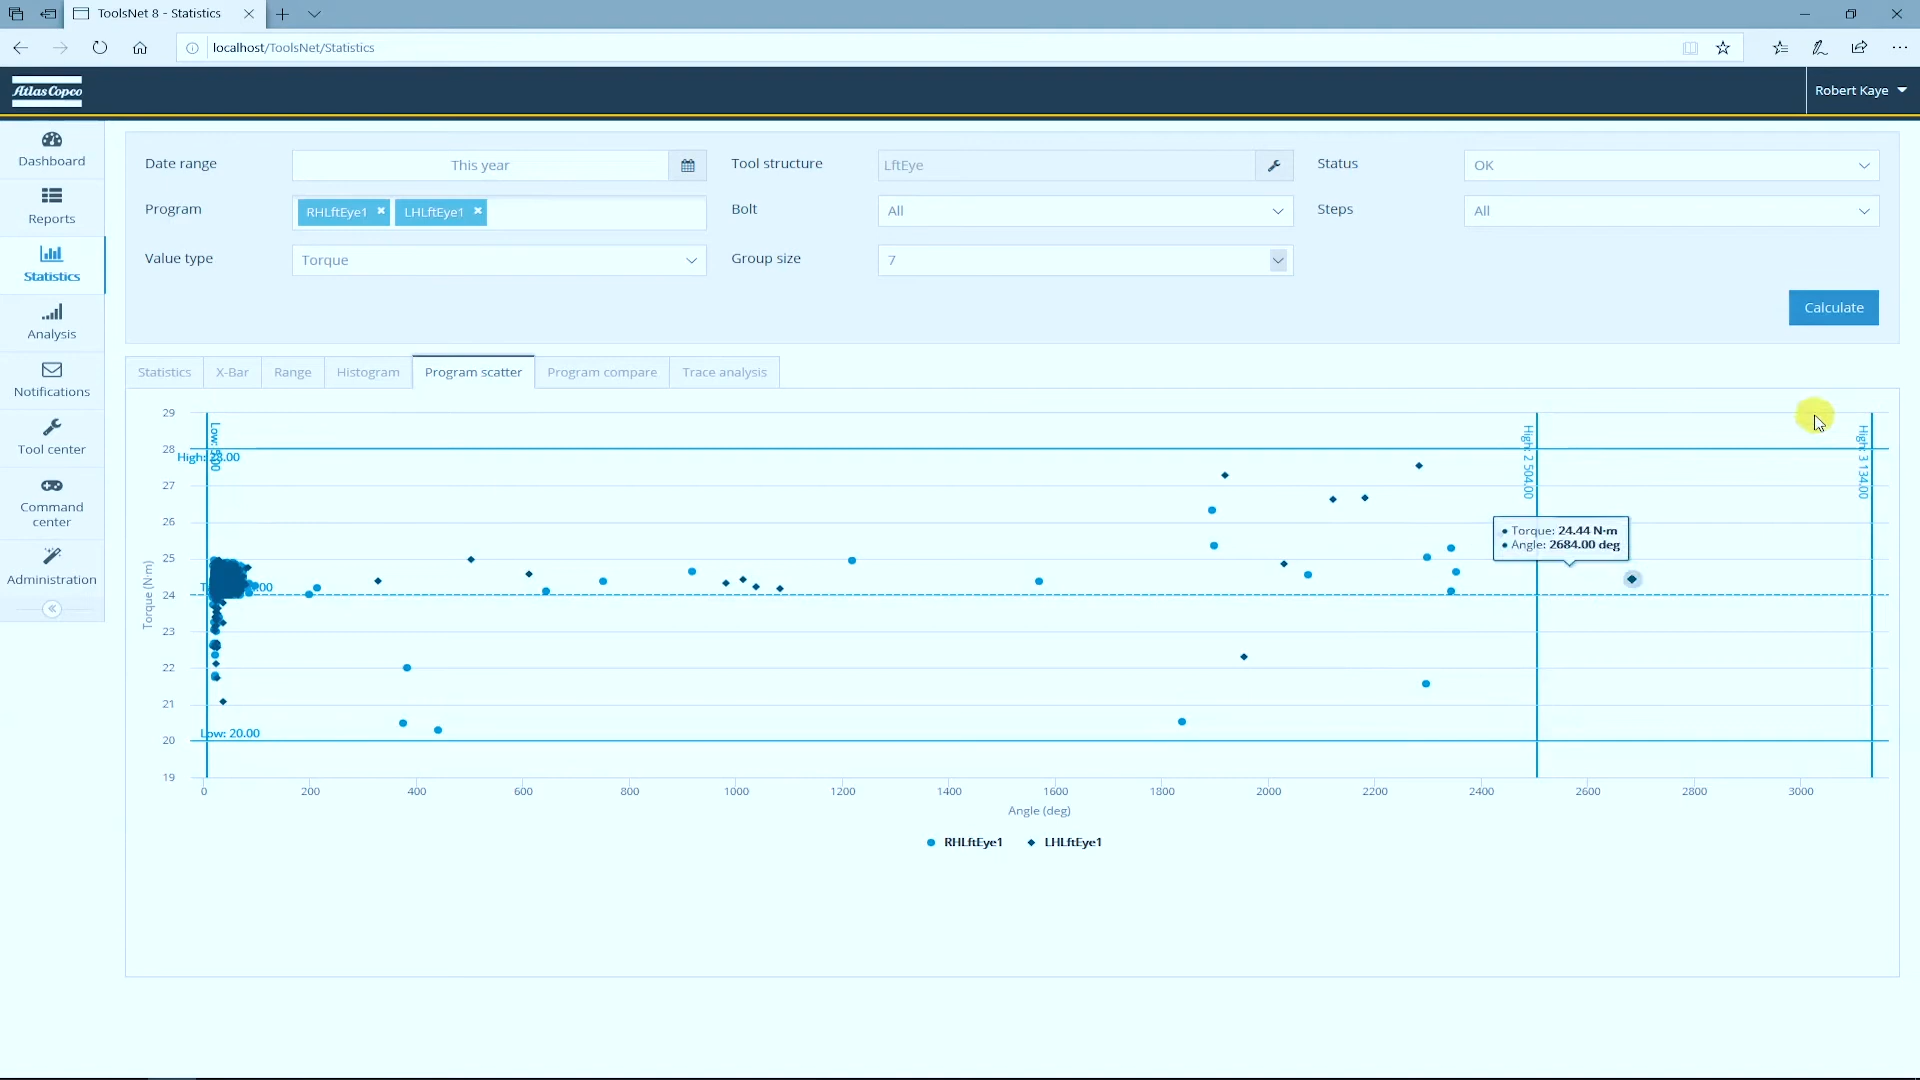 ToolsNet 8 - Statistics
localhost/ToolsNet/Statistics
Atlas Copco
Robert Kaye
Dashboard
Reports
Statistics
Analysis
Notifications
Tool center
Command
center
Administration
Date range
This year
Tool structure
LftEye
Status
OK
Program
RHLftEye1
LHLftEye1
Bolt
All
Steps
All
Value type
Torque
Group size
7
Calculate
Statistics
X-Bar
Range
Histogram
Program scatter
Program compare
Trace analysis
29
28
27
26
25
24
23
22
21
20
19
Torque (N·m)
High: 28.00
Low: 20.00
High: 2 504.00
High: 3 134.00
Torque: 24.44 N·m
Angle: 2684.00 deg
0
200
400
600
800
1000
1200
1400
1600
1800
2000
2200
2400
2600
2800
3000
Angle (deg)
RHLftEye1
LHLftEye1